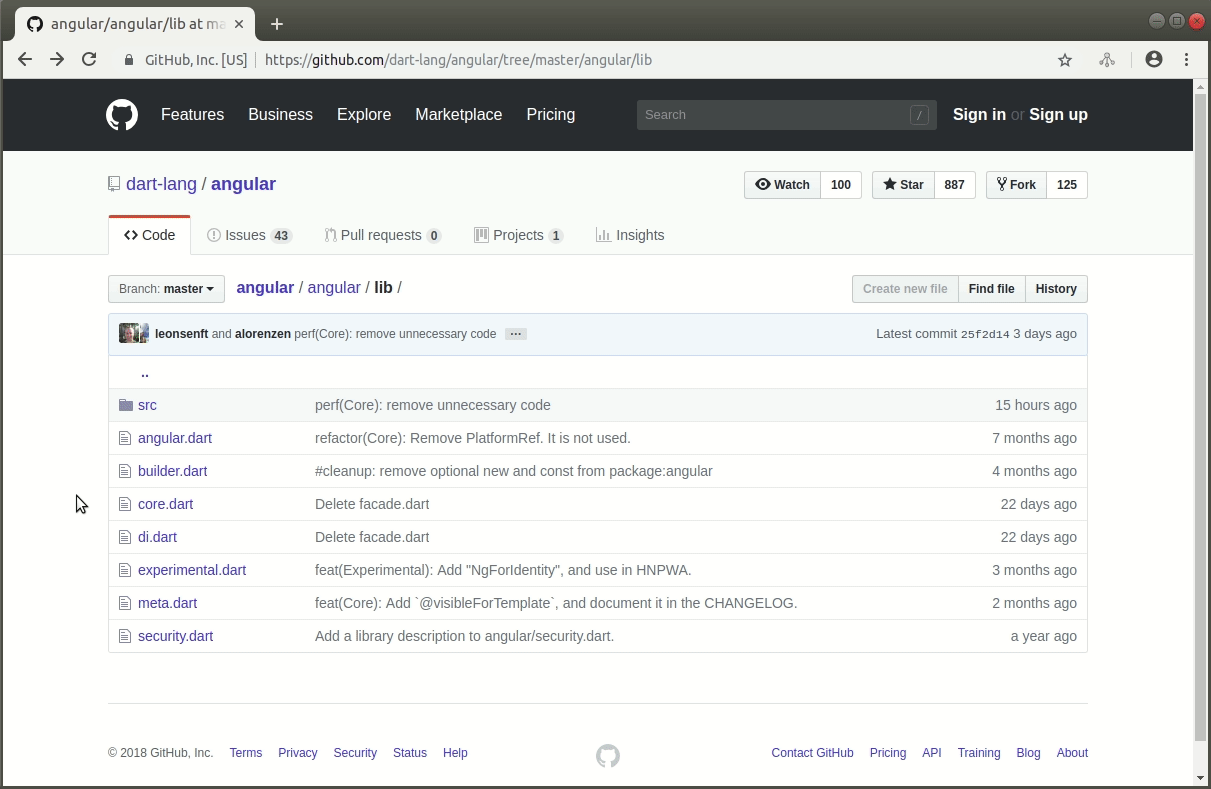 angular/angular/lib at ma
GitHub, Inc. [US] https://github.com/dart-lang/angular/tree/master/angular/lib
Features Business Explore Marketplace Pricing Search / Sign in or Sign up
dart-lang / angular Watch 100 Star 887 Fork 125
Code Issues 43 Pull requests 0 Projects 1 Insights
Branch: master angular / angular / lib / Create new file Find file History
leonsenft and alorenzen perf(Core): remove unnecessary code ... Latest commit 25f2d14 3 days ago
..
src perf(Core): remove unnecessary code 15 hours ago
angular.dart refactor(Core): Remove PlatformRef. It is not used. 7 months ago
builder.dart #cleanup: remove optional new and const from package:angular 4 months ago
core.dart Delete facade.dart 22 days ago
di.dart Delete facade.dart 22 days ago
experimental.dart feat(Experimental): Add "NgForIdentity", and use in HNPWA. 3 months ago
meta.dart feat(Core): Add `@visibleForTemplate`, and document it in the CHANGELOG. 2 months ago
security.dart Add a library description to angular/security.dart. a year ago
© 2018 GitHub, Inc. Terms Privacy Security Status Help Contact GitHub Pricing API Training Blog About